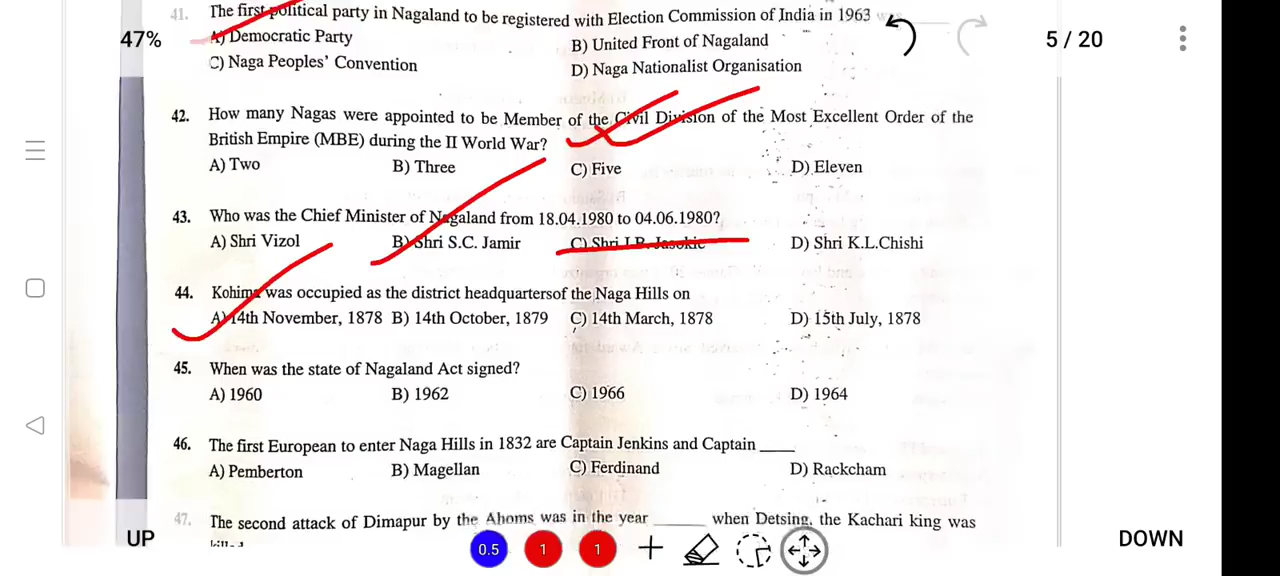 41. The first political party in Nagaland to be registered with Election Commission of India in 1963
47%
5 / 20
A) Democratic Party
B) United Front of Nagaland
C) Naga Peoples' Convention
D) Naga Nationalist Organisation
42. How many Nagas were appointed to be Member of the Civil Division of the Most Excellent Order of the
British Empire (MBE) during the II World War?
A) Two B) Three C) Five D) Eleven
43. Who was the Chief Minister of Nagaland from 18.04.1980 to 04.06.1980?
A) Shri Vizol B) Shri S.C. Jamir C) Shri J.B. Jasokie D) Shri K.L.Chishi
44. Kohima was occupied as the district headquartersof the Naga Hills on
A) 14th November, 1878 B) 14th October, 1879 C) 14th March, 1878 D) 15th July, 1878
45. When was the state of Nagaland Act signed?
A) 1960 B) 1962 C) 1966 D) 1964
46. The first European to enter Naga Hills in 1832 are Captain Jenkins and Captain ____
A) Pemberton B) Magellan C) Ferdinand D) Rackcham
47. The second attack of Dimapur by the Ahoms was in the year ____ when Detsing, the Kachari king was
UP
DOWN
0.5 1 1